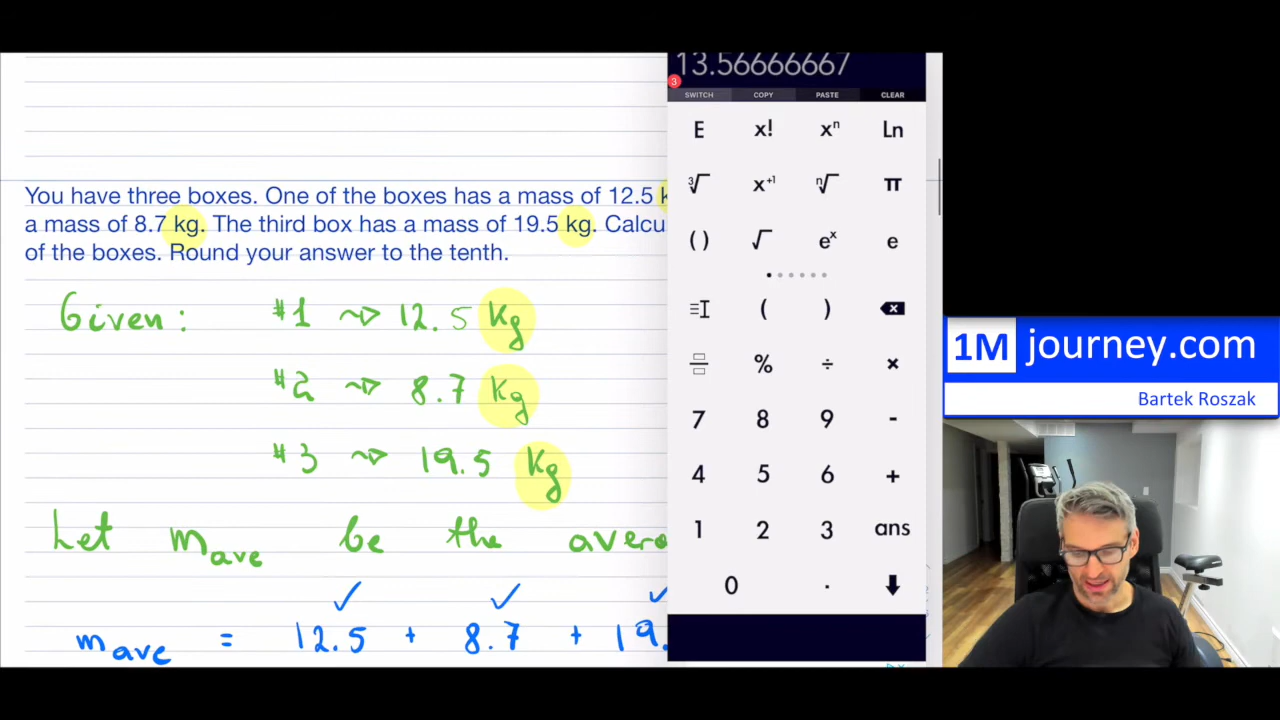 13.56666667
3
SWITCH COPY PASTE CLEAR
E x! xⁿ Ln
³√ x⁺¹ ⁿ√ π
( ) √ eˣ e
( )
% ÷ ×
7 8 9 -
4 5 6 +
1 2 3 ans
0 .
You have three boxes. One of the boxes has a mass of 12.5 k
a mass of 8.7 kg. The third box has a mass of 19.5 kg. Calcu
of the boxes. Round your answer to the tenth.
Given: #1 ~> 12.5 Kg
#2 ~> 8.7 Kg
#3 ~> 19.5 Kg
Let m_ave be the avera
m_ave = 12.5 + 8.7 + 19.
1M journey.com
Bartek Roszak